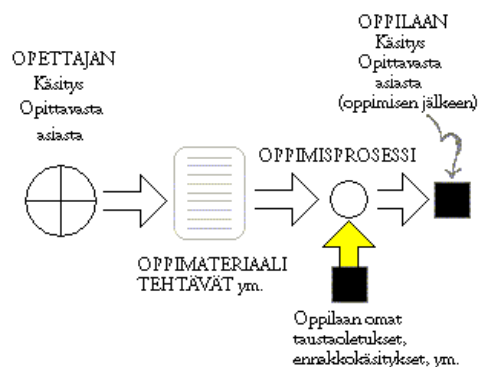 OPETTAJAN
Käsitys
Opittavasta
asiasta
OPPILAAN
Käsitys
Opittavasta
asiasta
(oppimisen jälkeen)
OPPIMISPROSESSI
OPPIMATERIAALI
TEHTÄVÄT ym.
Oppilaan omat
taustaoletukset,
ennakkokäsitykset, ym.